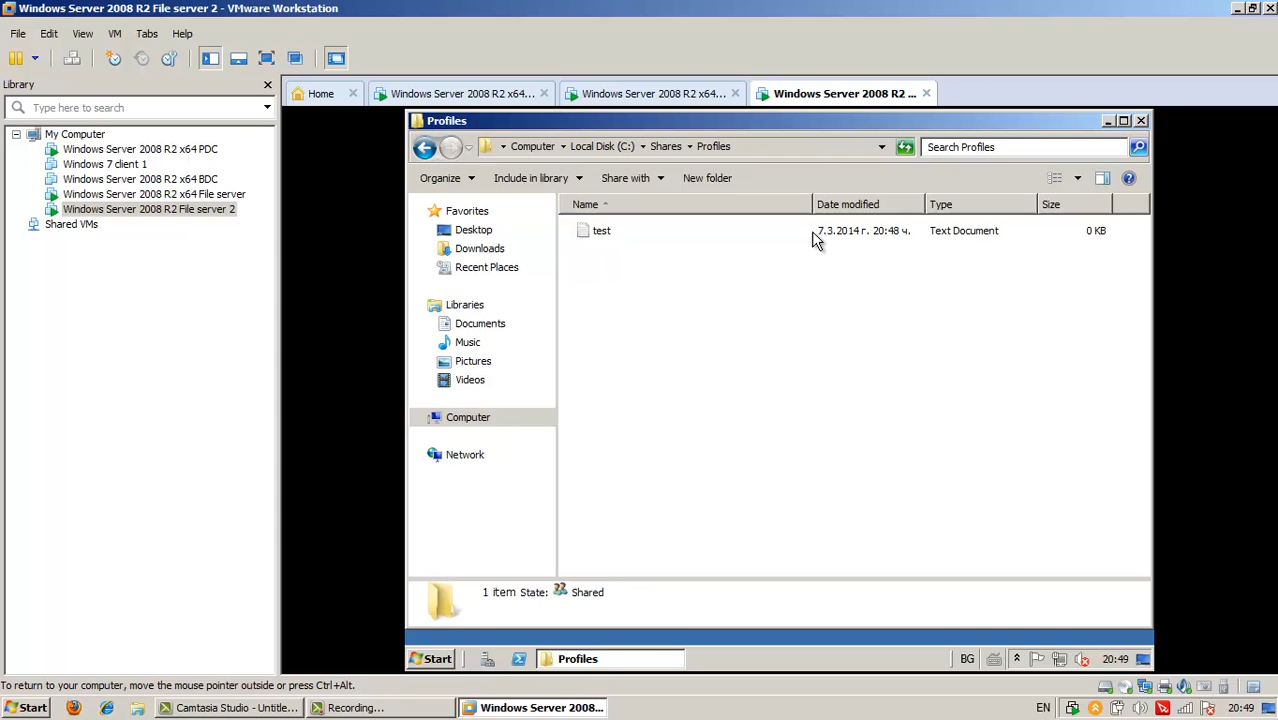 Windows Server 2008 R2 File server 2 - VMware Workstation
File Edit View VM Tabs Help
Library
Home
Windows Server 2008 R2 x64...
Windows Server 2008 R2 x64...
Windows Server 2008 R2 ...
Type here to search
My Computer
Windows Server 2008 R2 x64 PDC
Windows 7 client 1
Windows Server 2008 R2 x64 BDC
Windows Server 2008 R2 x64 File server
Windows Server 2008 R2 File server 2
Shared VMs
Profiles
Computer Local Disk (C:) Shares Profiles
Search Profiles
Organize Include in library Share with New folder
Name Date modified Type Size
test 7.3.2014 г. 20:48 ч. Text Document 0 KB
Favorites
Desktop
Downloads
Recent Places
Libraries
Documents
Music
Pictures
Videos
Computer
Network
1 item State: Shared
Start
Profiles
BG
20:49
To return to your computer, move the mouse pointer outside or press Ctrl+Alt.
Start
Camtasia Studio - Untitle...
Recording...
Windows Server 2008...
EN
20:49